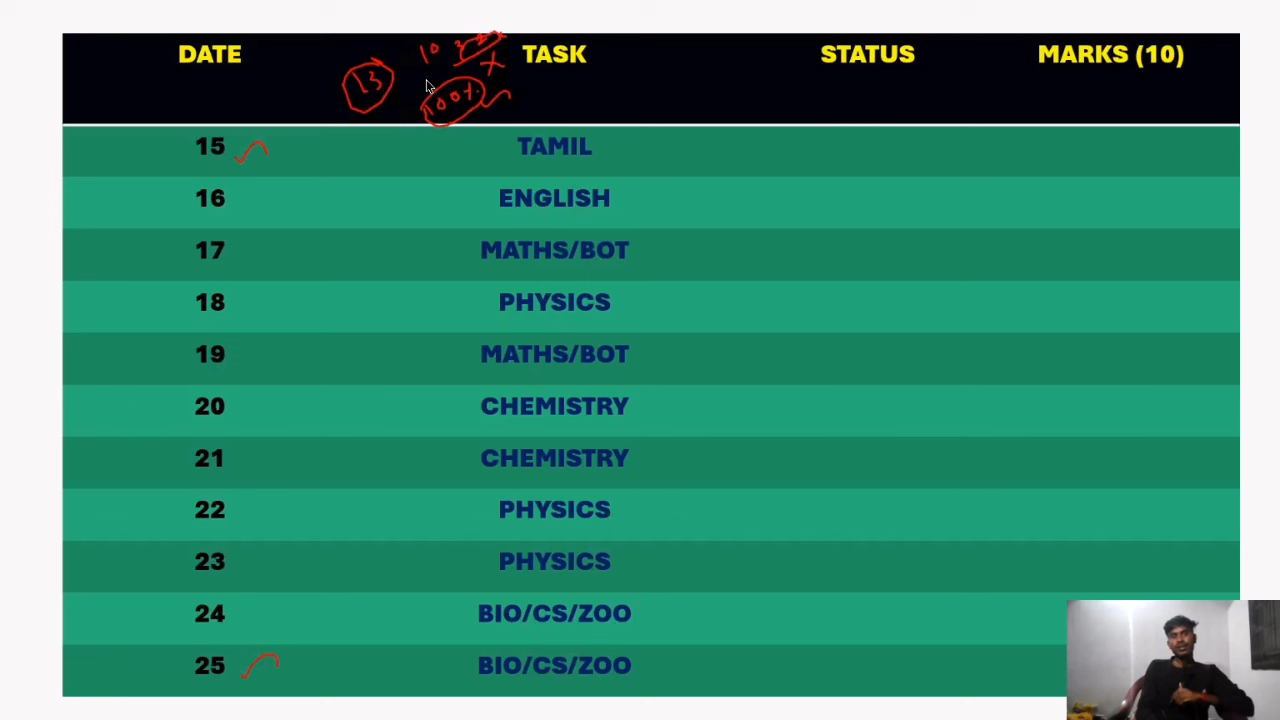 DATE TASK STATUS MARKS (10)
10
13
100%
15 TAMIL
16 ENGLISH
17 MATHS/BOT
18 PHYSICS
19 MATHS/BOT
20 CHEMISTRY
21 CHEMISTRY
22 PHYSICS
23 PHYSICS
24 BIO/CS/ZOO
25 BIO/CS/ZOO